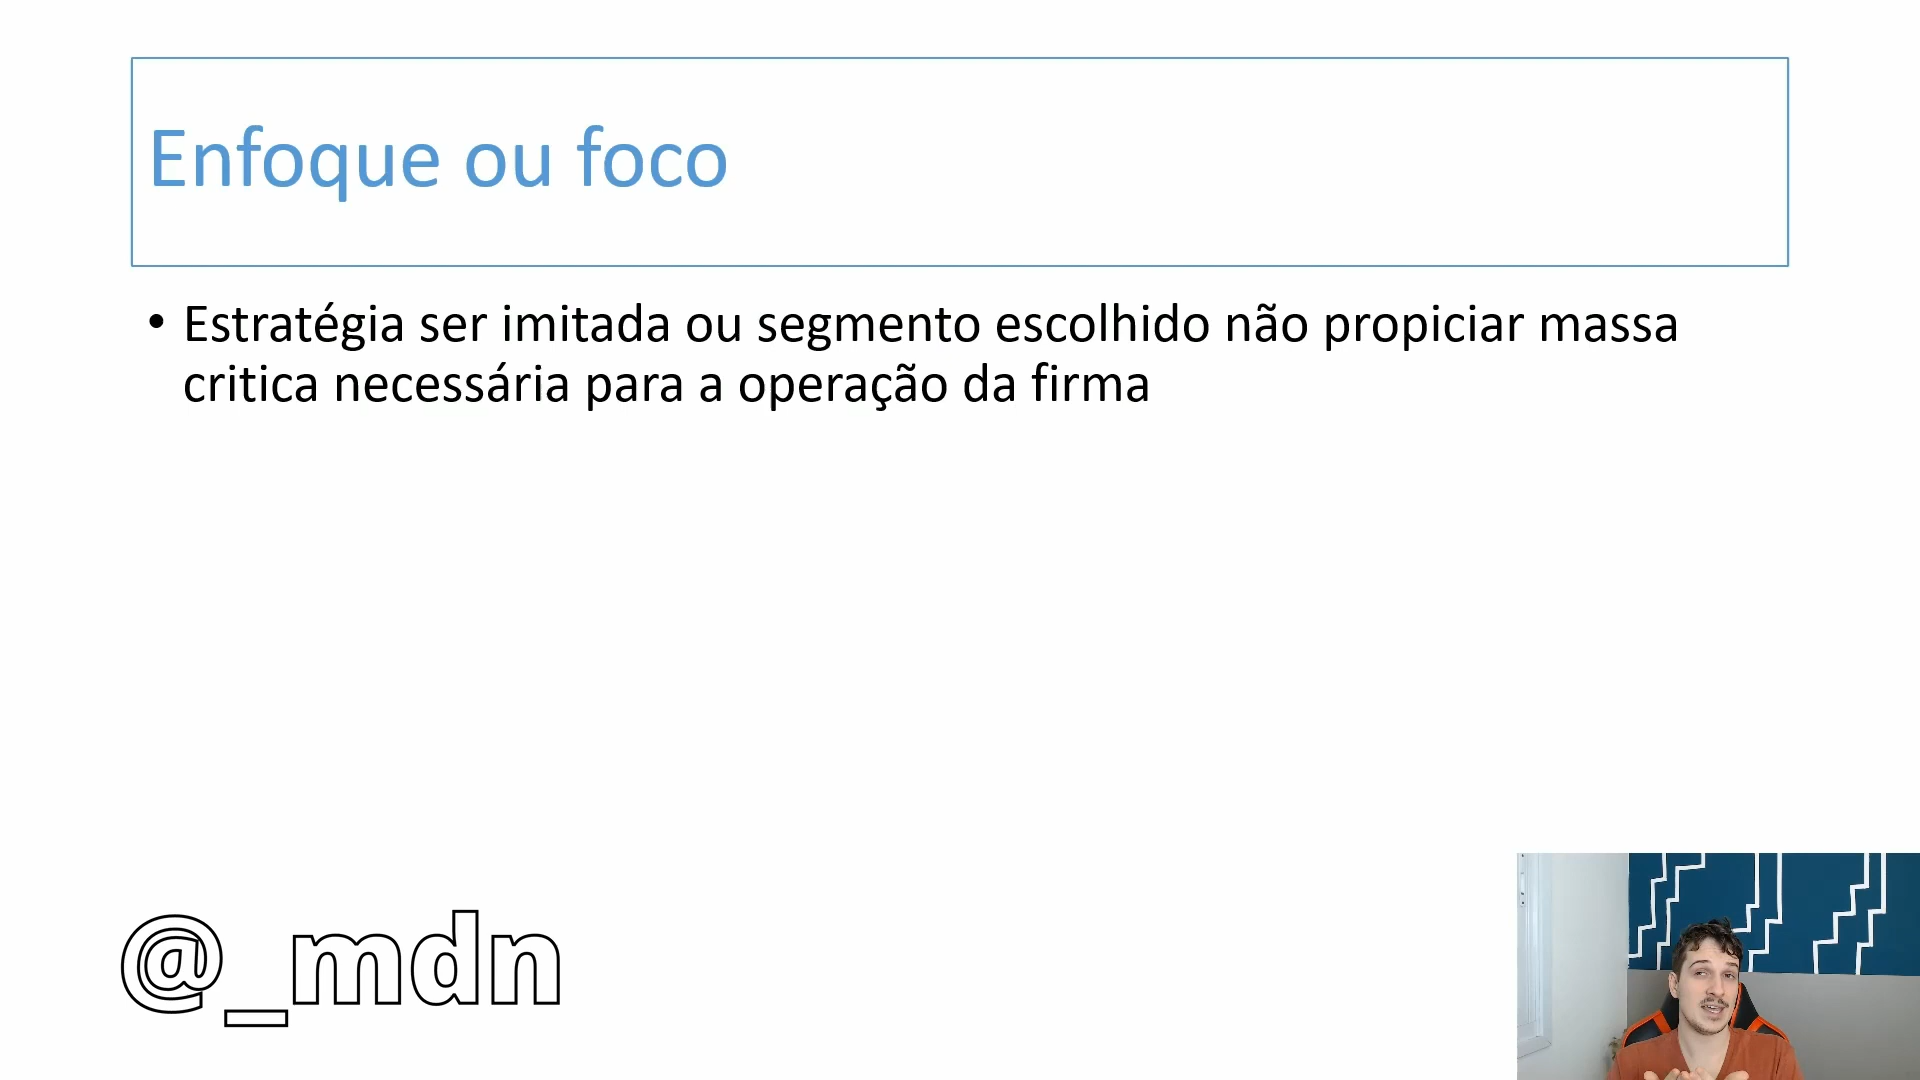 Enfoque ou foco
• Estratégia ser imitada ou segmento escolhido não propiciar massa
critica necessária para a operação da firma
@_mdn